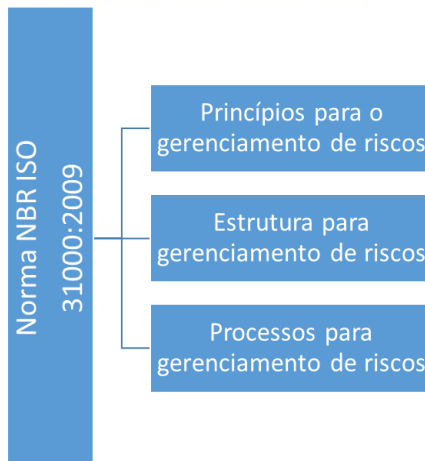 Norma NBR ISO
31000:2009
Princípios para o
gerenciamento de riscos
Estrutura para
gerenciamento de riscos
Processos para
gerenciamento de riscos